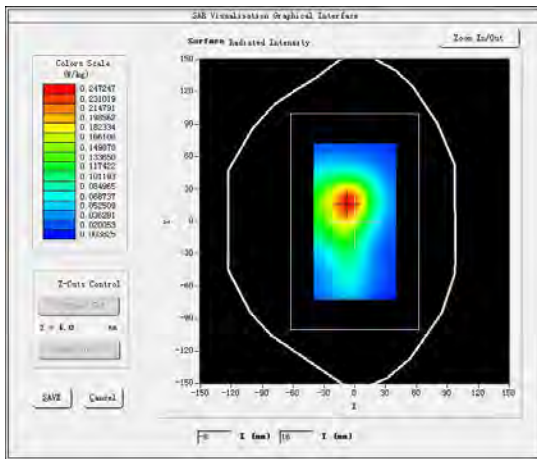 SAR Visualisation Graphical Interface
Surface Radiated Intensity
Zoom In/Out
Colors Scale
(W/kg)
0.247247
0.231019
0.214791
0.198562
0.182334
0.166106
0.149878
0.133650
0.117422
0.101193
0.084965
0.068737
0.052509
0.036281
0.020053
0.003825
150
120
90
60
30
0
-30
-60
-90
-120
-150
Y
-150 -120 -90 -60 -30 0 30 60 90 120 150
X
Z-Cuts Control
Z = 4.0 mm
SAVE
Cancel
-8 X (mm) 16 Y (mm)